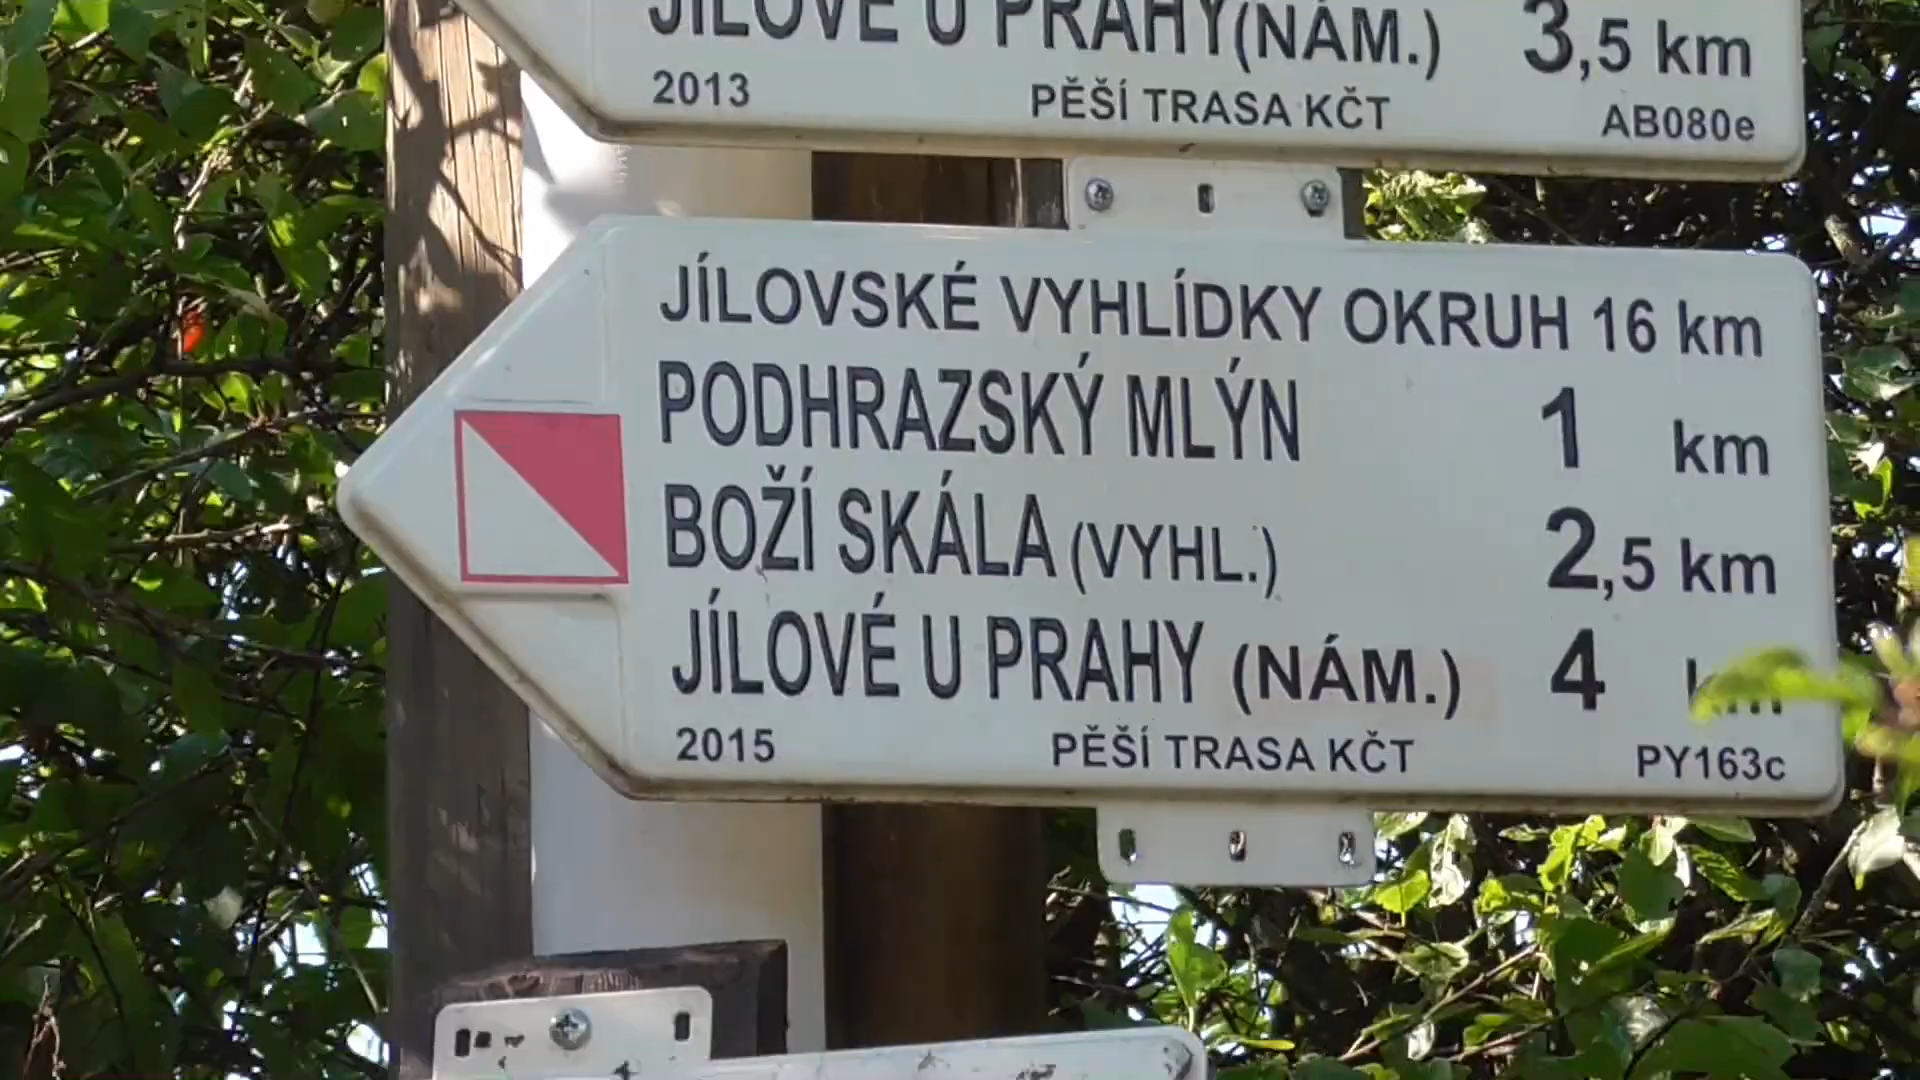 JÍLOVÉ U PRAHY (NÁM.) 3,5 km
2013 PĚŠÍ TRASA KČT AB080e
JÍLOVSKÉ VYHLÍDKY OKRUH 16 km
PODHRAZSKÝ MLÝN 1 km
BOŽÍ SKÁLA (VYHL.) 2,5 km
JÍLOVÉ U PRAHY (NÁM.) 4 km
2015 PĚŠÍ TRASA KČT PY163c